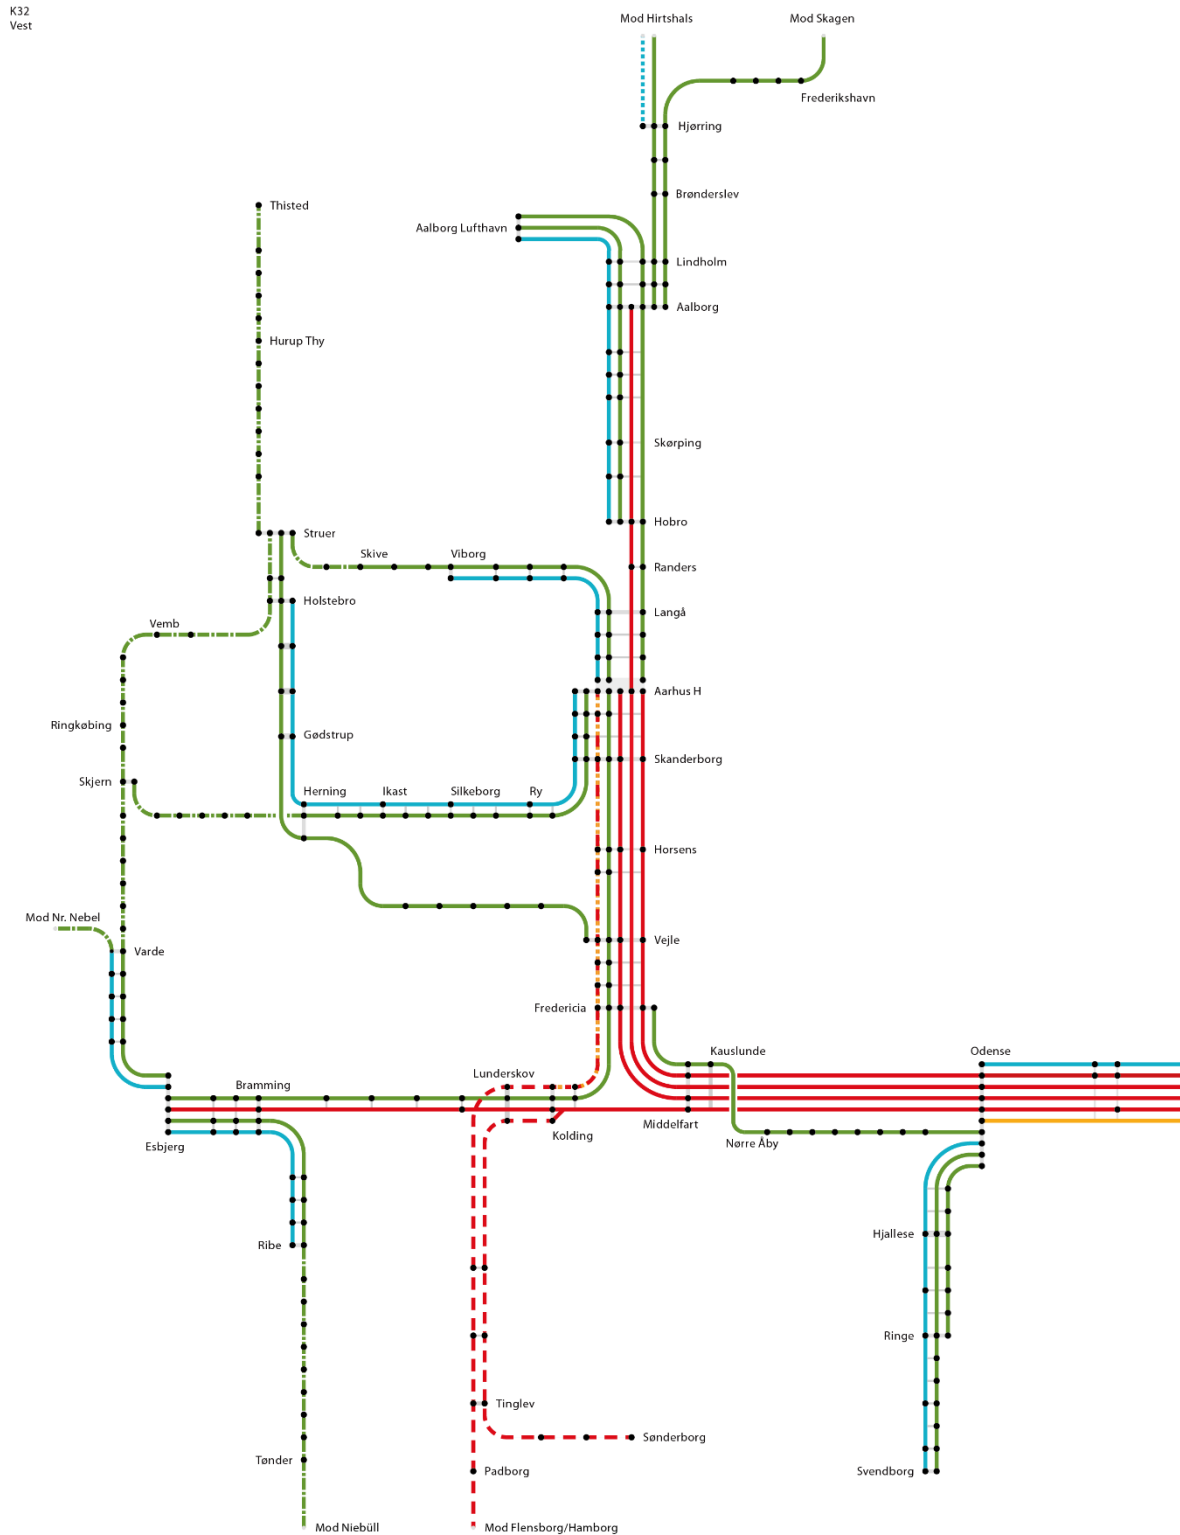 K32
Vest
Mod Hirtshals
Mod Skagen
Frederikshavn
Hjørring
Brønderslev
Thisted
Aalborg Lufthavn
Lindholm
Aalborg
Hurup Thy
Skørping
Hobro
Struer
Skive
Viborg
Randers
Holstebro
Langå
Vemb
Aarhus H
Ringkøbing
Gødstrup
Skanderborg
Skjern
Herning
Ikast
Silkeborg
Ry
Horsens
Mod Nr. Nebel
Varde
Vejle
Fredericia
Kauslunde
Odense
Lunderskov
Bramming
Middelfart
Kolding
Nørre Åby
Esbjerg
Hjallese
Ribe
Ringe
Tinglev
Sønderborg
Tønder
Padborg
Svendborg
Mod Niebüll
Mod Flensborg/Hamborg